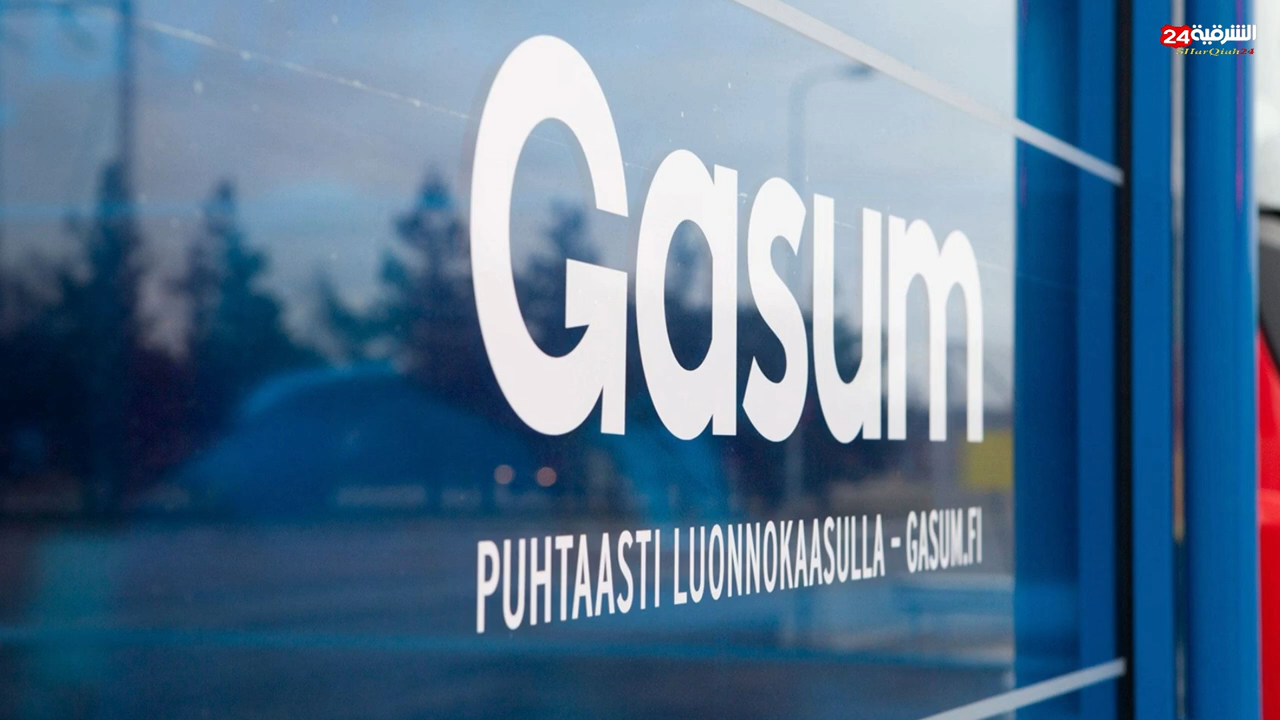 الشرقية 24
SHarQiah24
Gasum
PUHTAASTI LUONNOKAASULLA - GASUM.FI